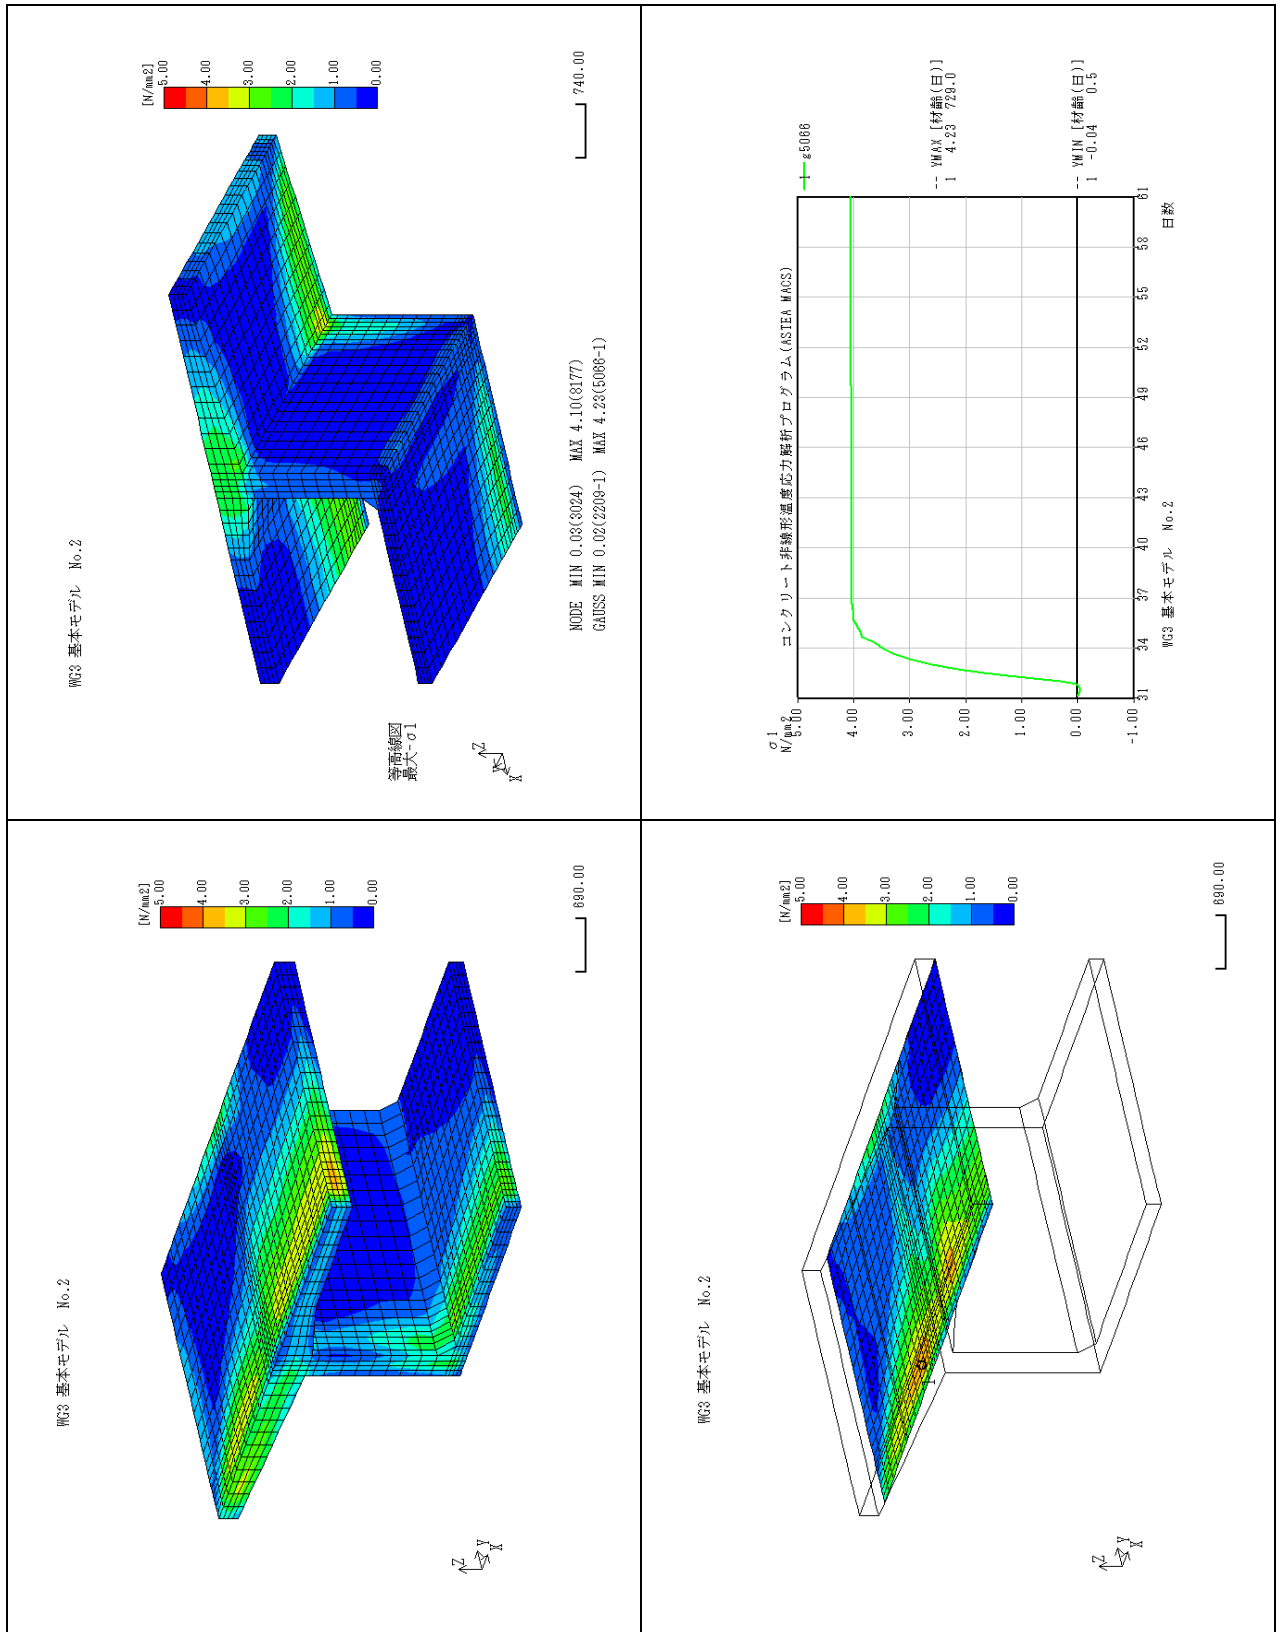 WG3 基本モデル No.2
[N/mm2]
5.00
4.00
3.00
2.00
1.00
0.00
740.00
等高線図
最大-σ1
Z
Y
X
NODE MIN 0.03(3024) MAX 4.10(8177)
GAUSS MIN 0.02(2209-1) MAX 4.23(5066-1)
コンクリート非線形温度応力解析プログラム(ASTEA MACS)
σ1
N/mm2
5.00
4.00
3.00
2.00
1.00
0.00
-1.00
31
34
37
40
43
46
49
52
55
58
61
日数
1 g5066
-- YMAX [材齢(日)]
1 4.23 729.0
-- YMIN [材齢(日)]
1 -0.04 0.5
WG3 基本モデル No.2
WG3 基本モデル No.2
[N/mm2]
5.00
4.00
3.00
2.00
1.00
0.00
690.00
Z
Y
X
WG3 基本モデル No.2
[N/mm2]
5.00
4.00
3.00
2.00
1.00
0.00
690.00
1
Z
Y
X